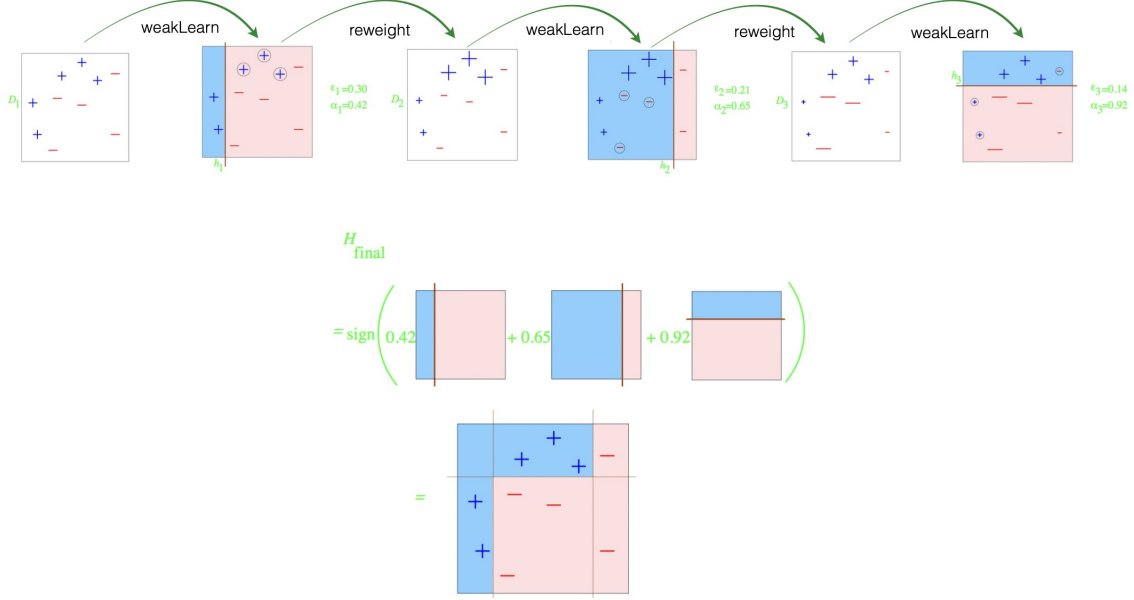 weakLearn
reweight
weakLearn
reweight
weakLearn
D1
h1
ε1=0.30
α1=0.42
D2
h2
ε2=0.21
α2=0.65
D3
h3
ε3=0.14
α3=0.92
H
final
= sign ( 0.42 + 0.65 + 0.92 )
=